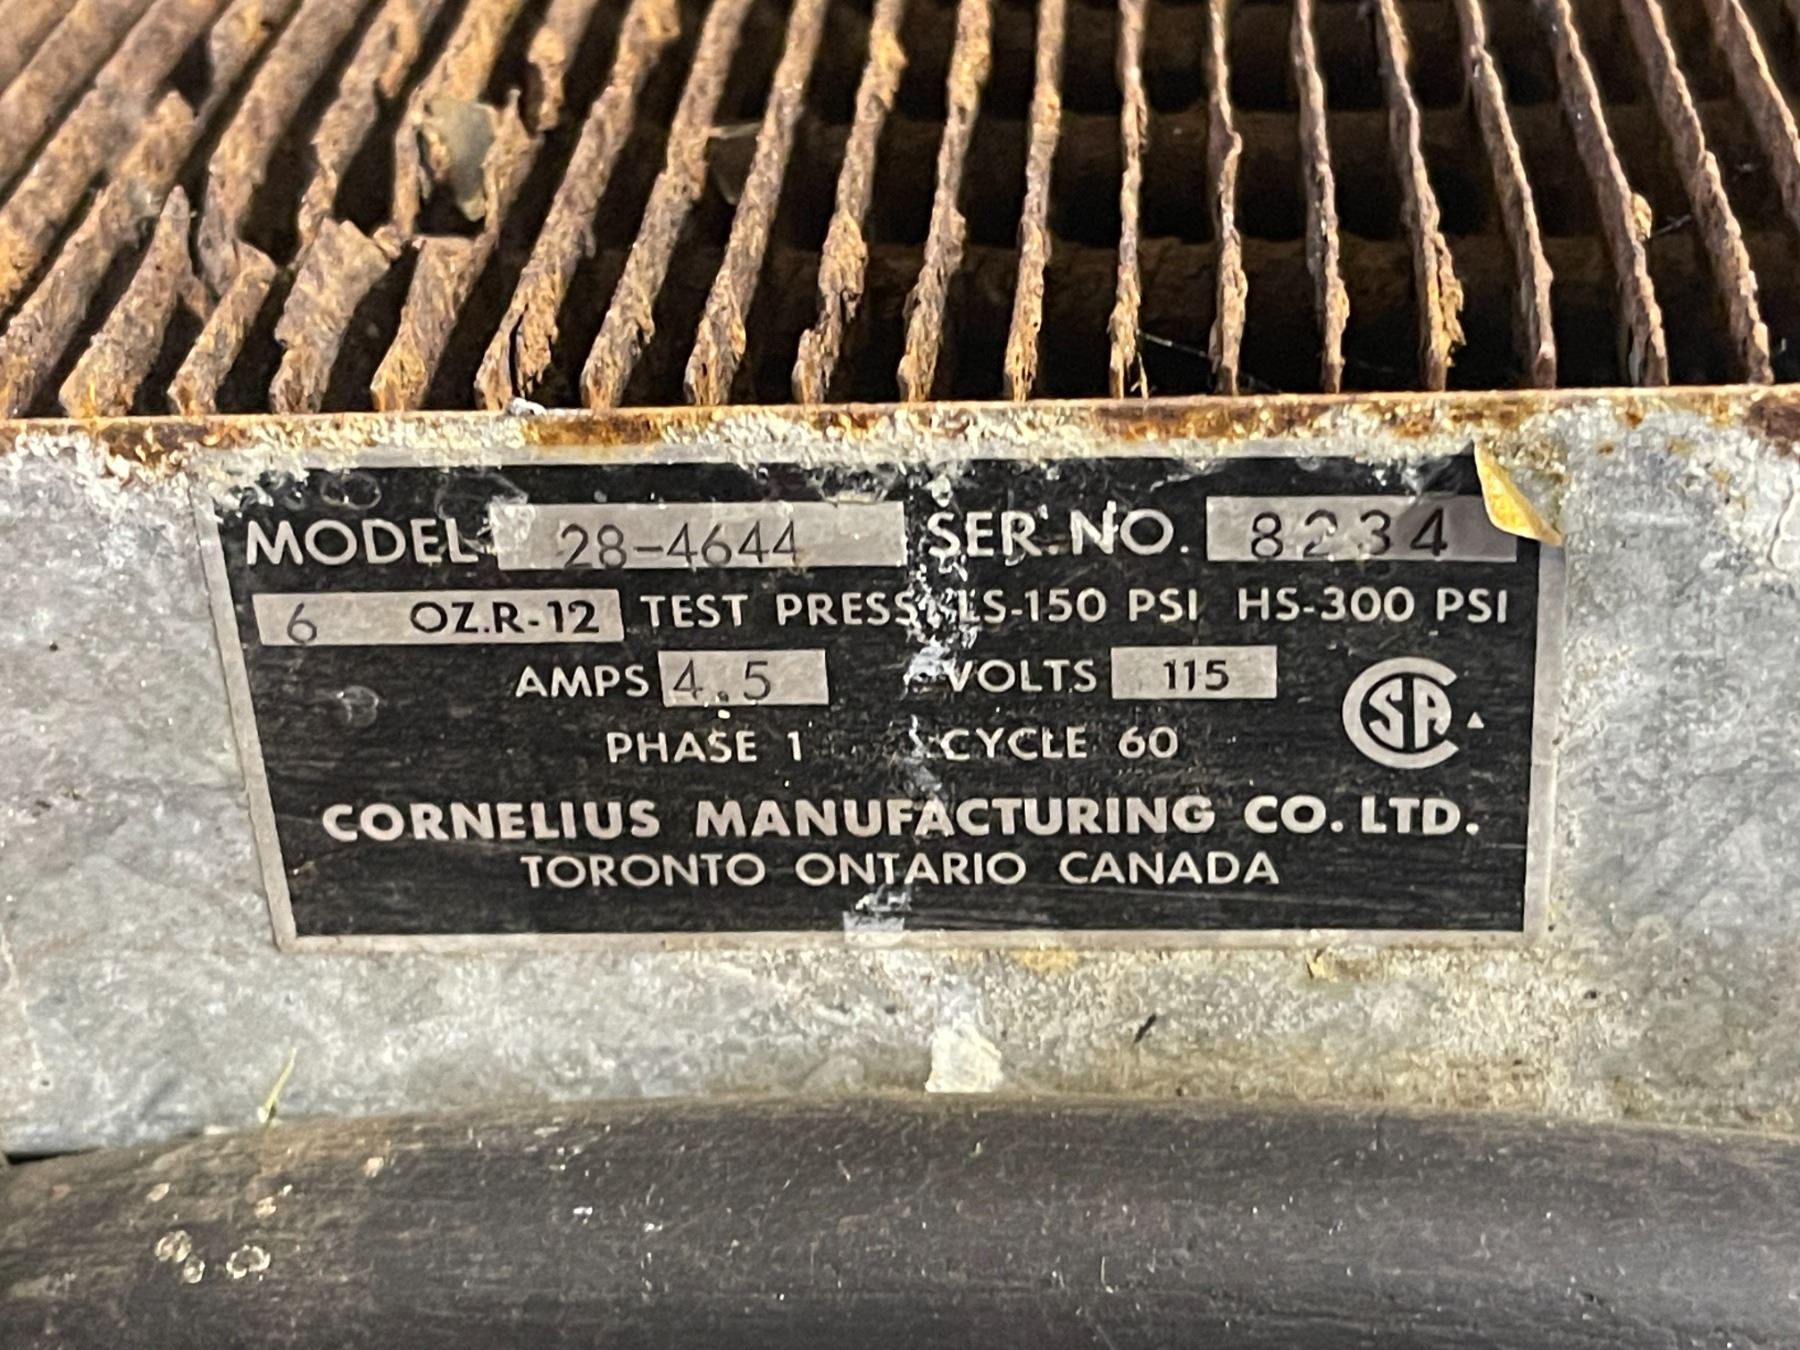 MODEL 28-4644 SER. NO. 8234
6 OZ.R-12 TEST PRESS. LS-150 PSI HS-300 PSI
AMPS 4.5 VOLTS 115
PHASE 1 CYCLE 60
CSA
CORNELIUS MANUFACTURING CO. LTD.
TORONTO ONTARIO CANADA